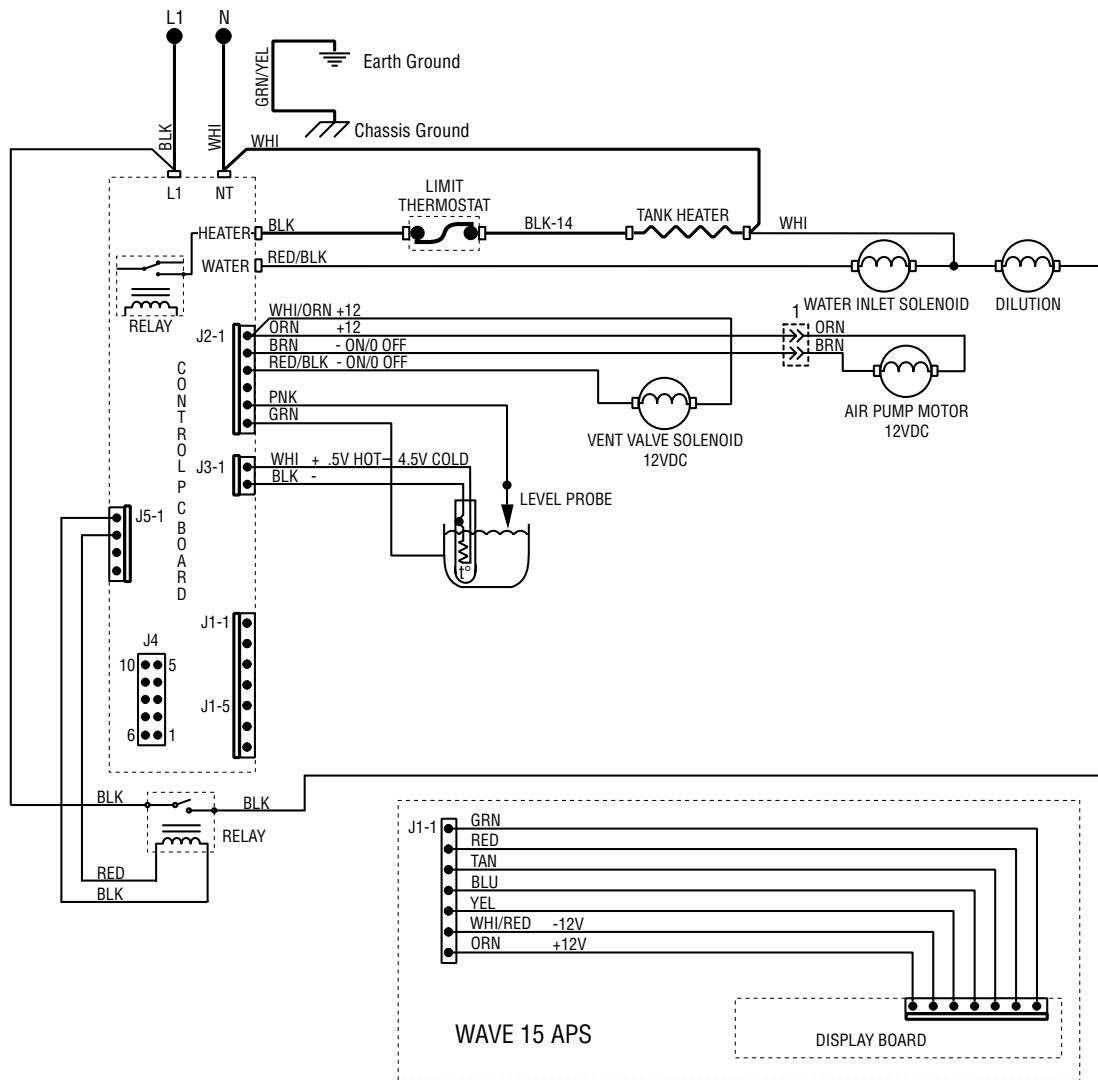 L1 N
GRN/YEL
Earth Ground
BLK
WHI
Chassis Ground
WHI
L1 NT
LIMIT
THERMOSTAT
TANK HEATER
HEATER BLK
BLK-14
WHI
WATER RED/BLK
WATER INLET SOLENOID
DILUTION
RELAY
WHI/ORN +12
J2-1
ORN +12
BRN - ON/0 OFF
RED/BLK - ON/0 OFF
PNK
GRN
1
ORN
BRN
AIR PUMP MOTOR
12VDC
VENT VALVE SOLENOID
12VDC
CONTROL PC BOARD
J3-1
WHI + .5V HOT– 4.5V COLD
BLK -
LEVEL PROBE
t°
J5-1
J1-1
J4
10 5
J1-5
6 1
BLK
BLK
RELAY
RED
BLK
J1-1
GRN
RED
TAN
BLU
YEL
WHI/RED -12V
ORN +12V
WAVE 15 APS
DISPLAY BOARD